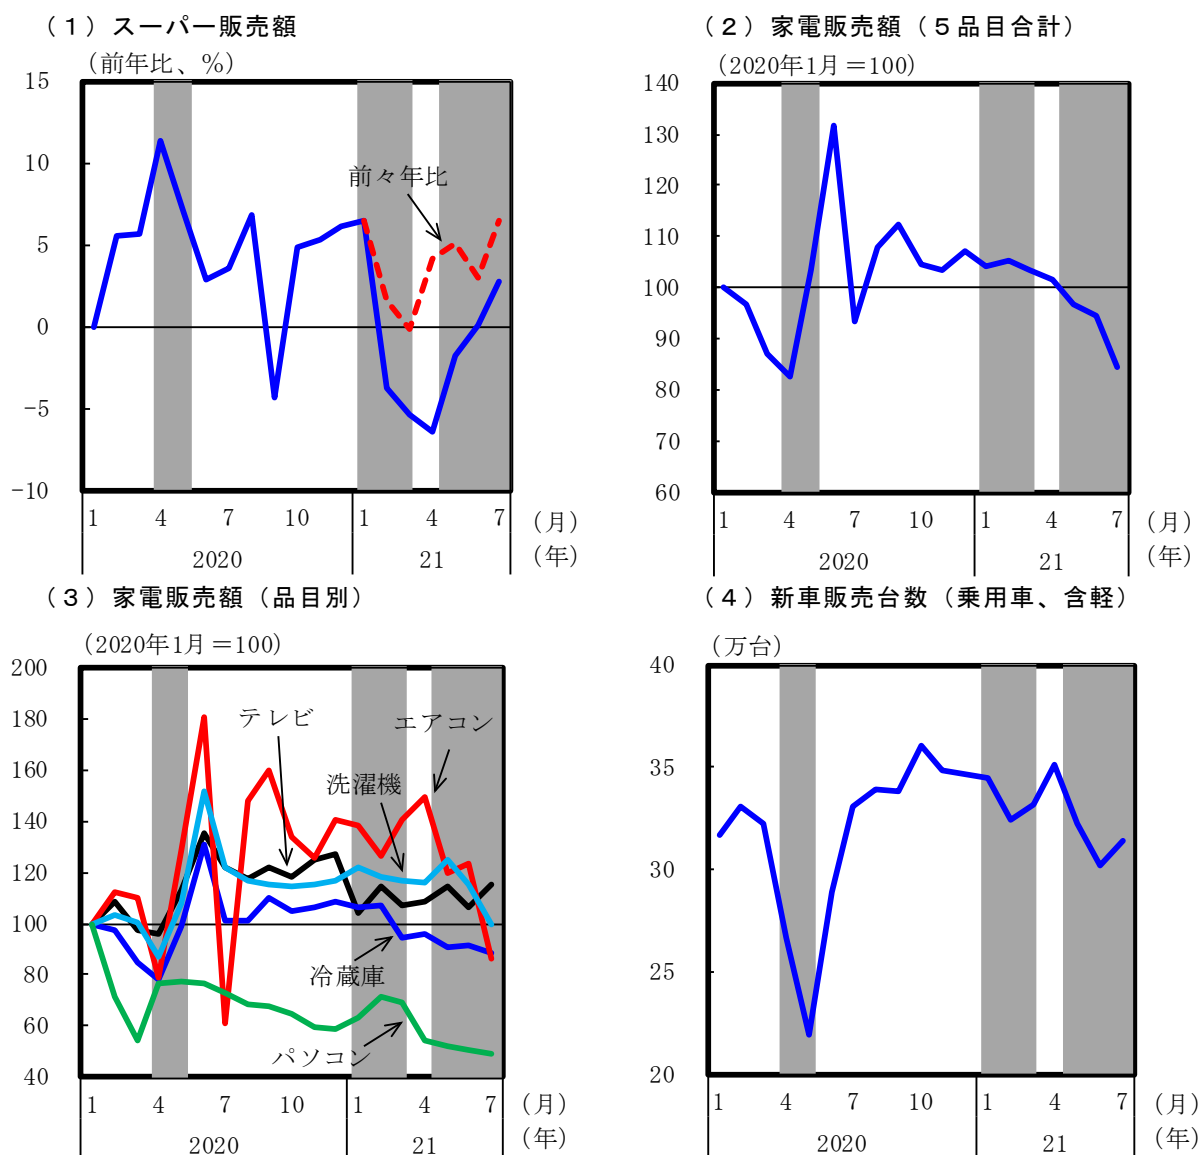 （１）スーパー販売額
（前年比、％）
15
10
5
0
−5
−10
前々年比
1 4 7 10 1 4 7 （月）
2020 21 （年）
（２）家電販売額（５品目合計）
（2020年1月＝100）
140
130
120
110
100
90
80
70
60
1 4 7 10 1 4 7 （月）
2020 21 （年）
（３）家電販売額（品目別）
（2020年1月＝100）
200
180
160
140
120
100
80
60
40
テレビ
エアコン
洗濯機
冷蔵庫
パソコン
1 4 7 10 1 4 7 （月）
2020 21 （年）
（４）新車販売台数（乗用車、含軽）
（万台）
40
35
30
25
20
1 4 7 10 1 4 7 （月）
2020 21 （年）